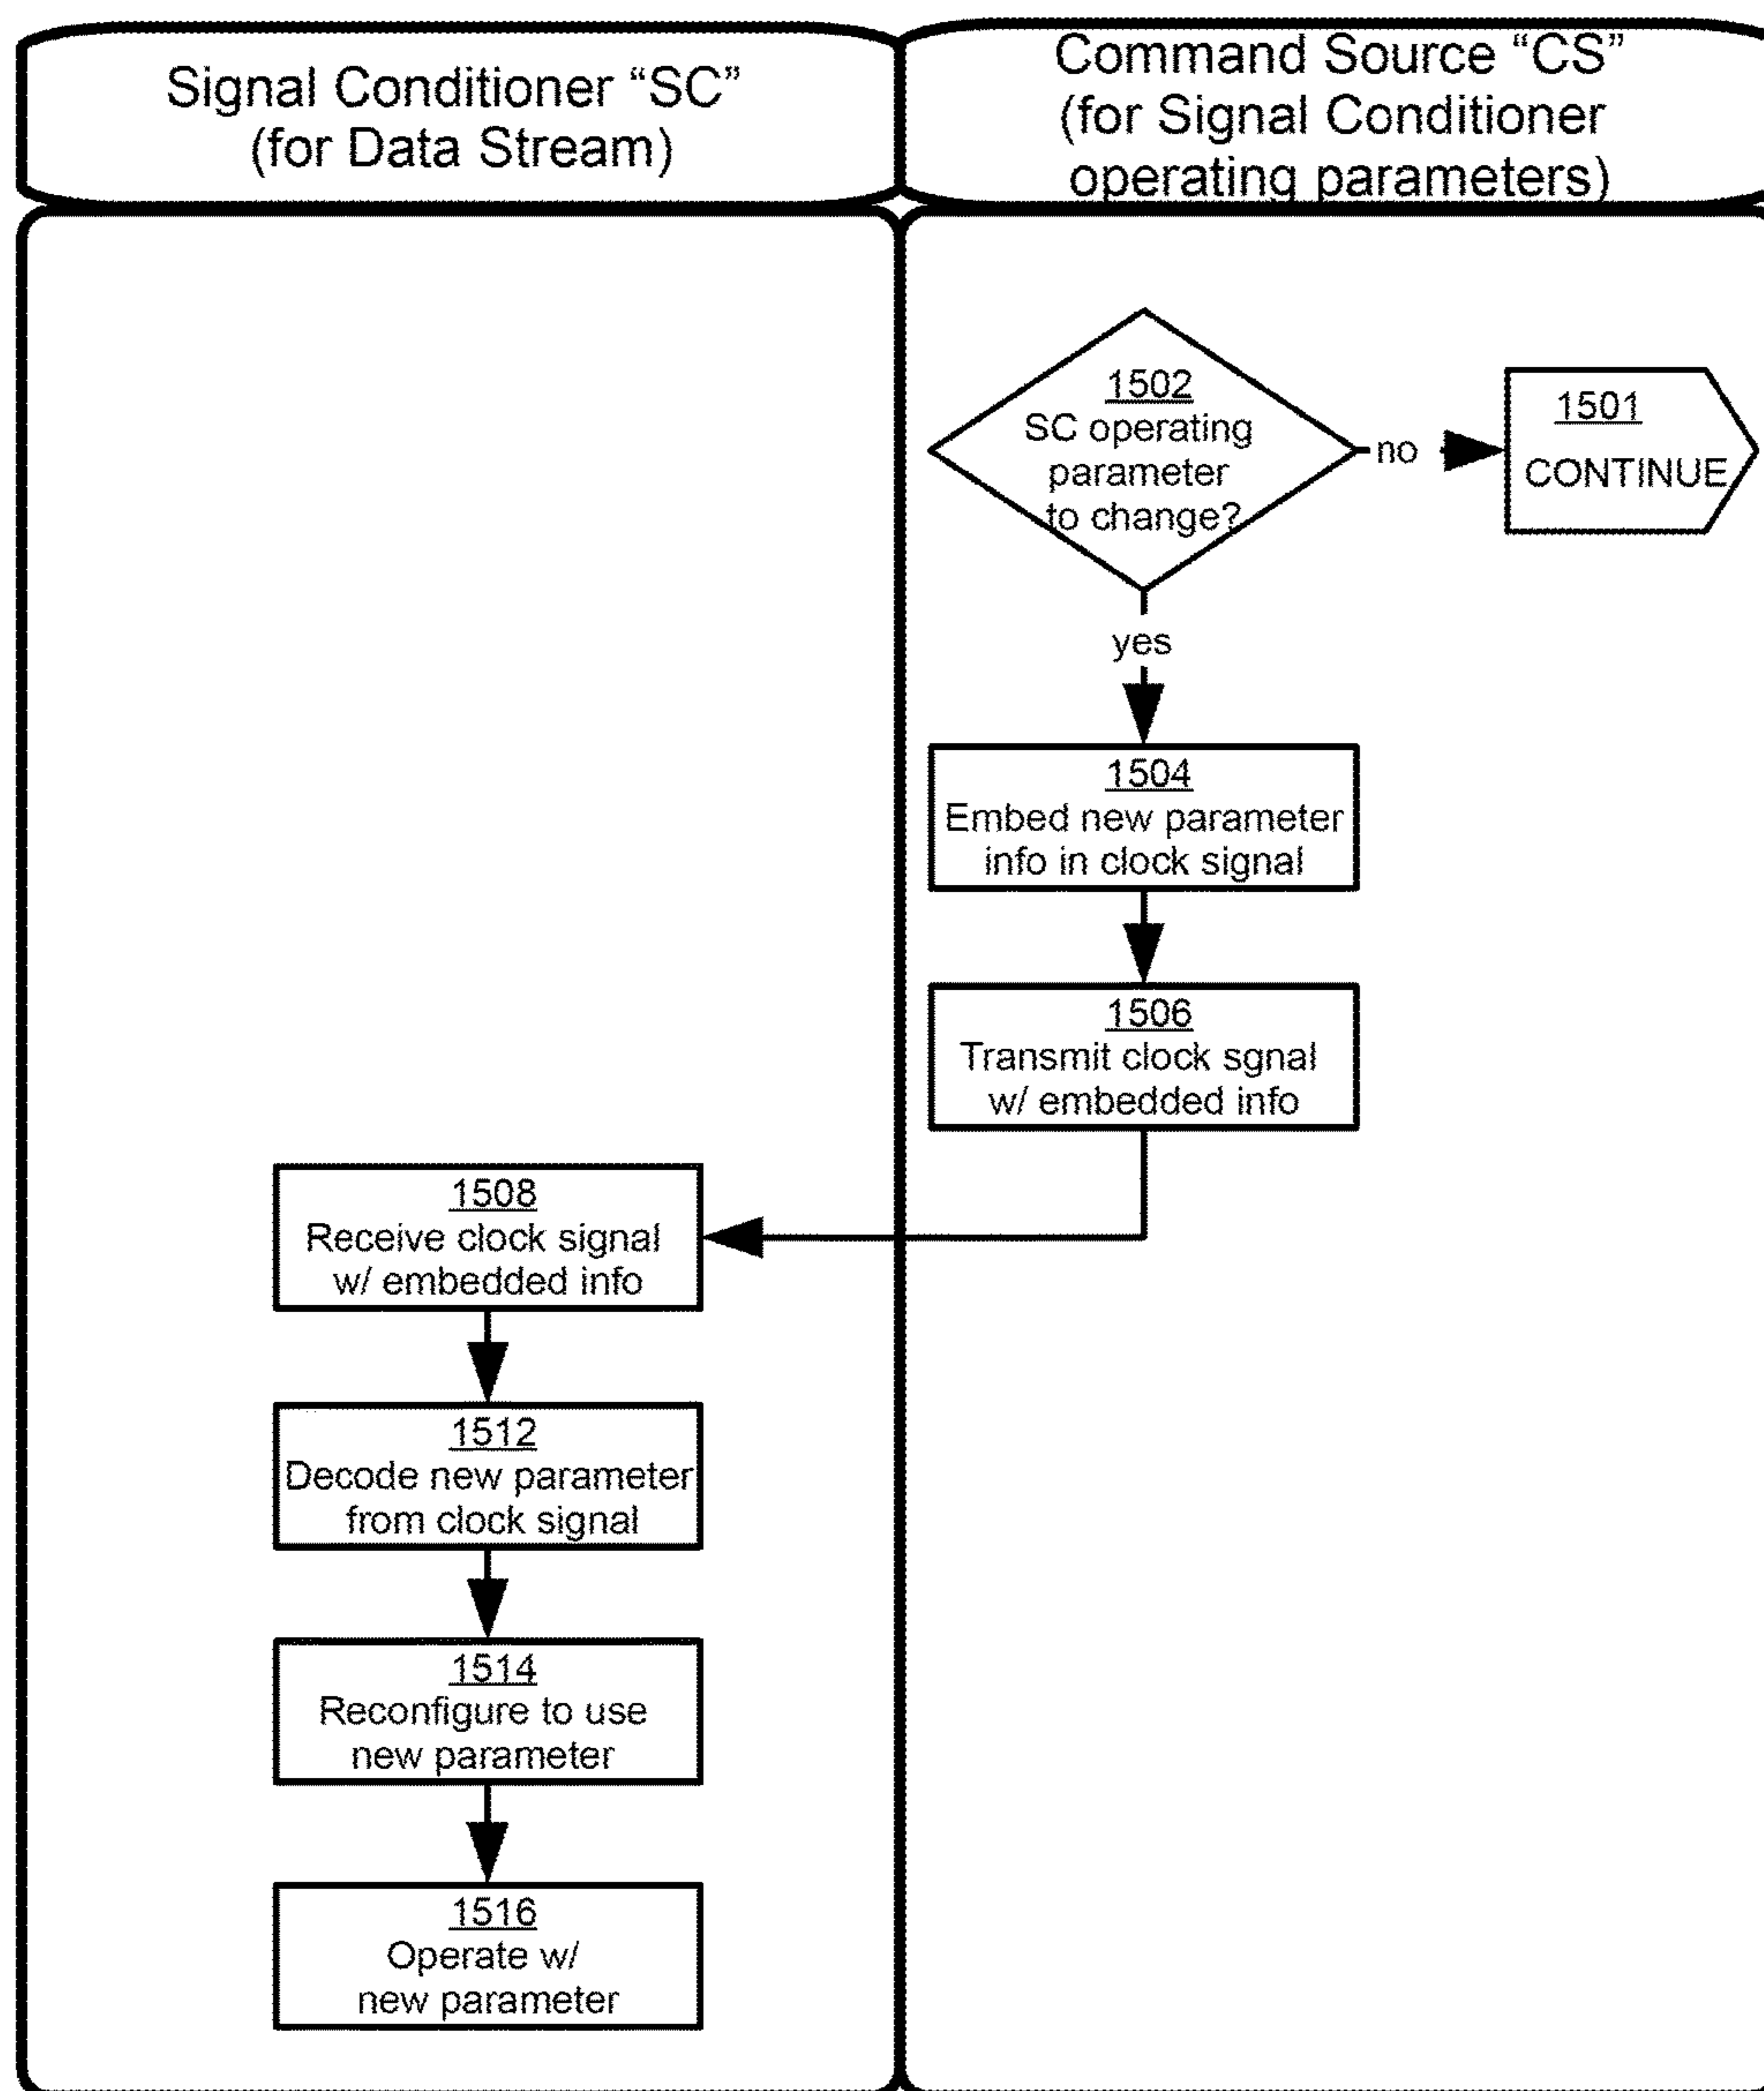 Signal Conditioner “SC”
(for Data Stream)
Command Source “CS”
(for Signal Conditioner
operating parameters)
1502
SC operating
parameter
to change?
no
1501
CONTINUE
yes
1504
Embed new parameter
info in clock signal
1506
Transmit clock sgnal
w/ embedded info
1508
Receive clock signal
w/ embedded info
1512
Decode new parameter
from clock signal
1514
Reconfigure to use
new parameter
1516
Operate w/
new parameter